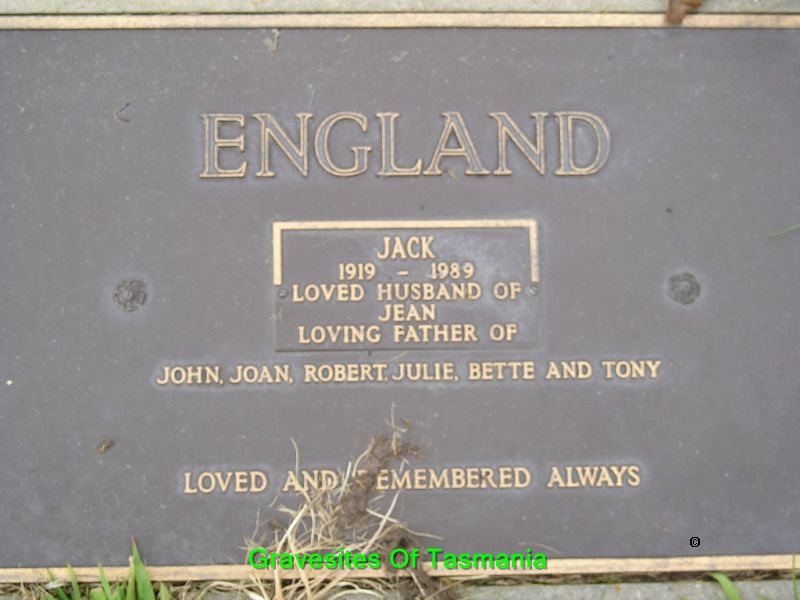 ENGLAND
JACK
1919 - 1989
LOVED HUSBAND OF
JEAN
LOVING FATHER OF
JOHN, JOAN, ROBERT, JULIE, BETTE AND TONY
LOVED AND REMEMBERED ALWAYS
©
Gravesites Of Tasmania